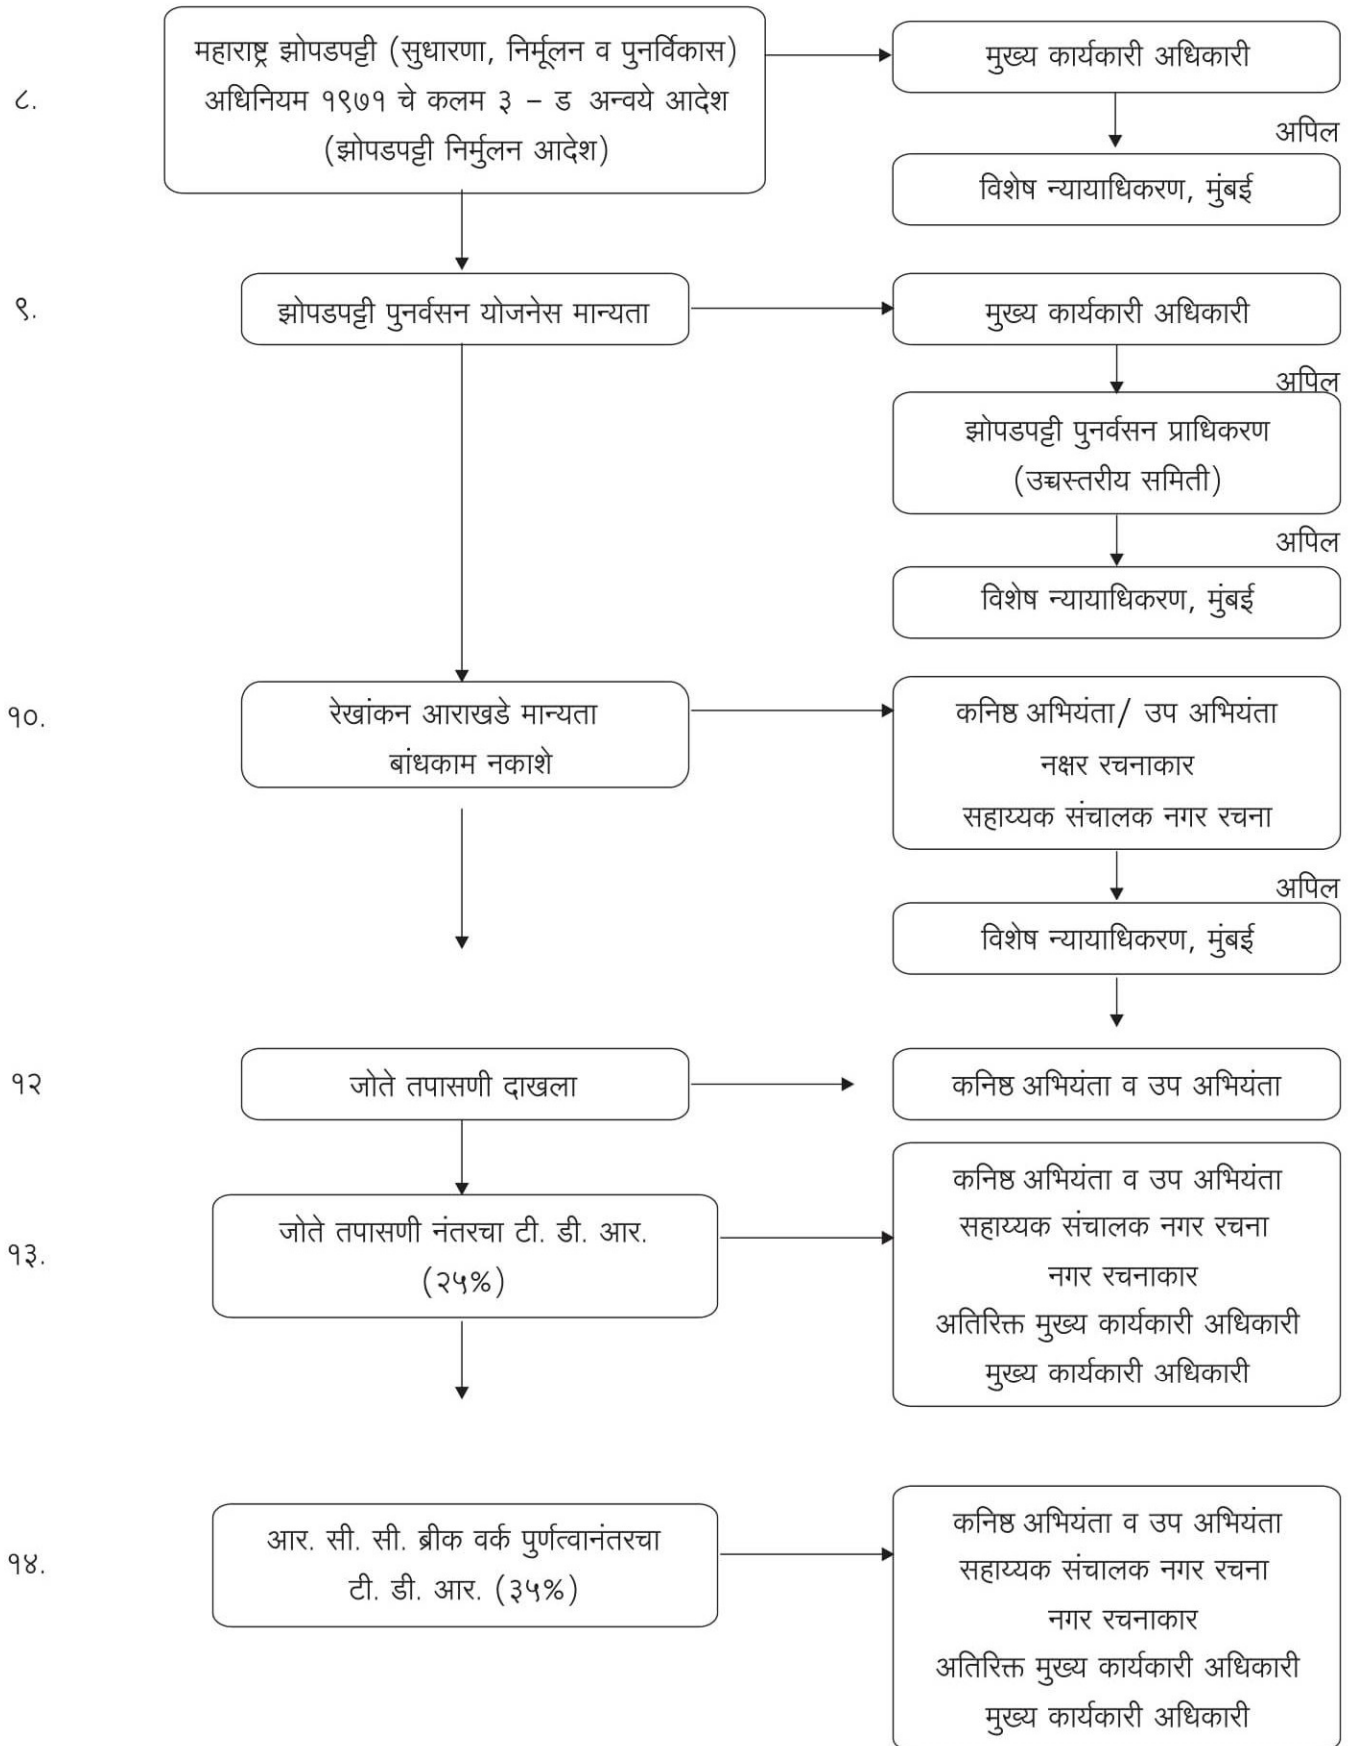 ८.
महाराष्ट्र झोपडपट्टी (सुधारणा, निर्मूलन व पुनर्विकास)
अधिनियम १९७१ चे कलम ३ – ड अन्वये आदेश
(झोपडपट्टी निर्मुलन आदेश)
मुख्य कार्यकारी अधिकारी
अपिल
विशेष न्यायाधिकरण, मुंबई
९.
झोपडपट्टी पुनर्वसन योजनेस मान्यता
मुख्य कार्यकारी अधिकारी
अपिल
झोपडपट्टी पुनर्वसन प्राधिकरण
(उच्चस्तरीय समिती)
अपिल
विशेष न्यायाधिकरण, मुंबई
१०.
रेखांकन आराखडे मान्यता
बांधकाम नकाशे
कनिष्ठ अभियंता/ उप अभियंता
नक्षर रचनाकार
सहाय्यक संचालक नगर रचना
अपिल
विशेष न्यायाधिकरण, मुंबई
१२
जोते तपासणी दाखला
कनिष्ठ अभियंता व उप अभियंता
१३.
जोते तपासणी नंतरचा टी. डी. आर.
(२५%)
कनिष्ठ अभियंता व उप अभियंता
सहाय्यक संचालक नगर रचना
नगर रचनाकार
अतिरिक्त मुख्य कार्यकारी अधिकारी
मुख्य कार्यकारी अधिकारी
१४.
आर. सी. सी. ब्रीक वर्क पुर्णत्वानंतरचा
टी. डी. आर. (३५%)
कनिष्ठ अभियंता व उप अभियंता
सहाय्यक संचालक नगर रचना
नगर रचनाकार
अतिरिक्त मुख्य कार्यकारी अधिकारी
मुख्य कार्यकारी अधिकारी